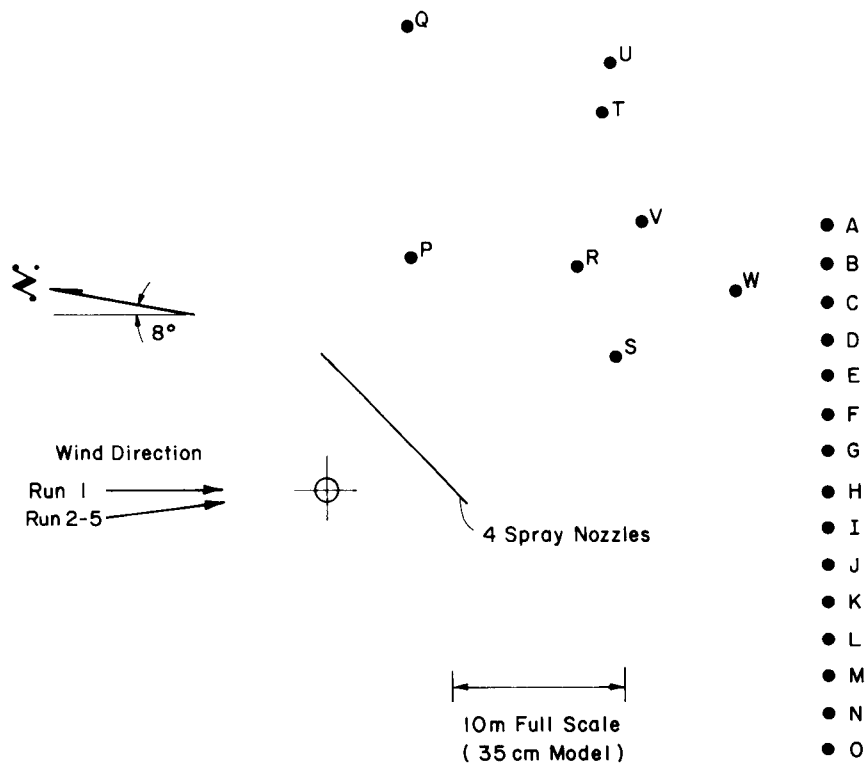 Q
U
T
V
A
P
R
B
W
C
N
8°
S
D
E
F
Wind Direction
G
Run 1
H
Run 2-5
4 Spray Nozzles
I
J
K
L
M
10m Full Scale
N
(35 cm Model)
O